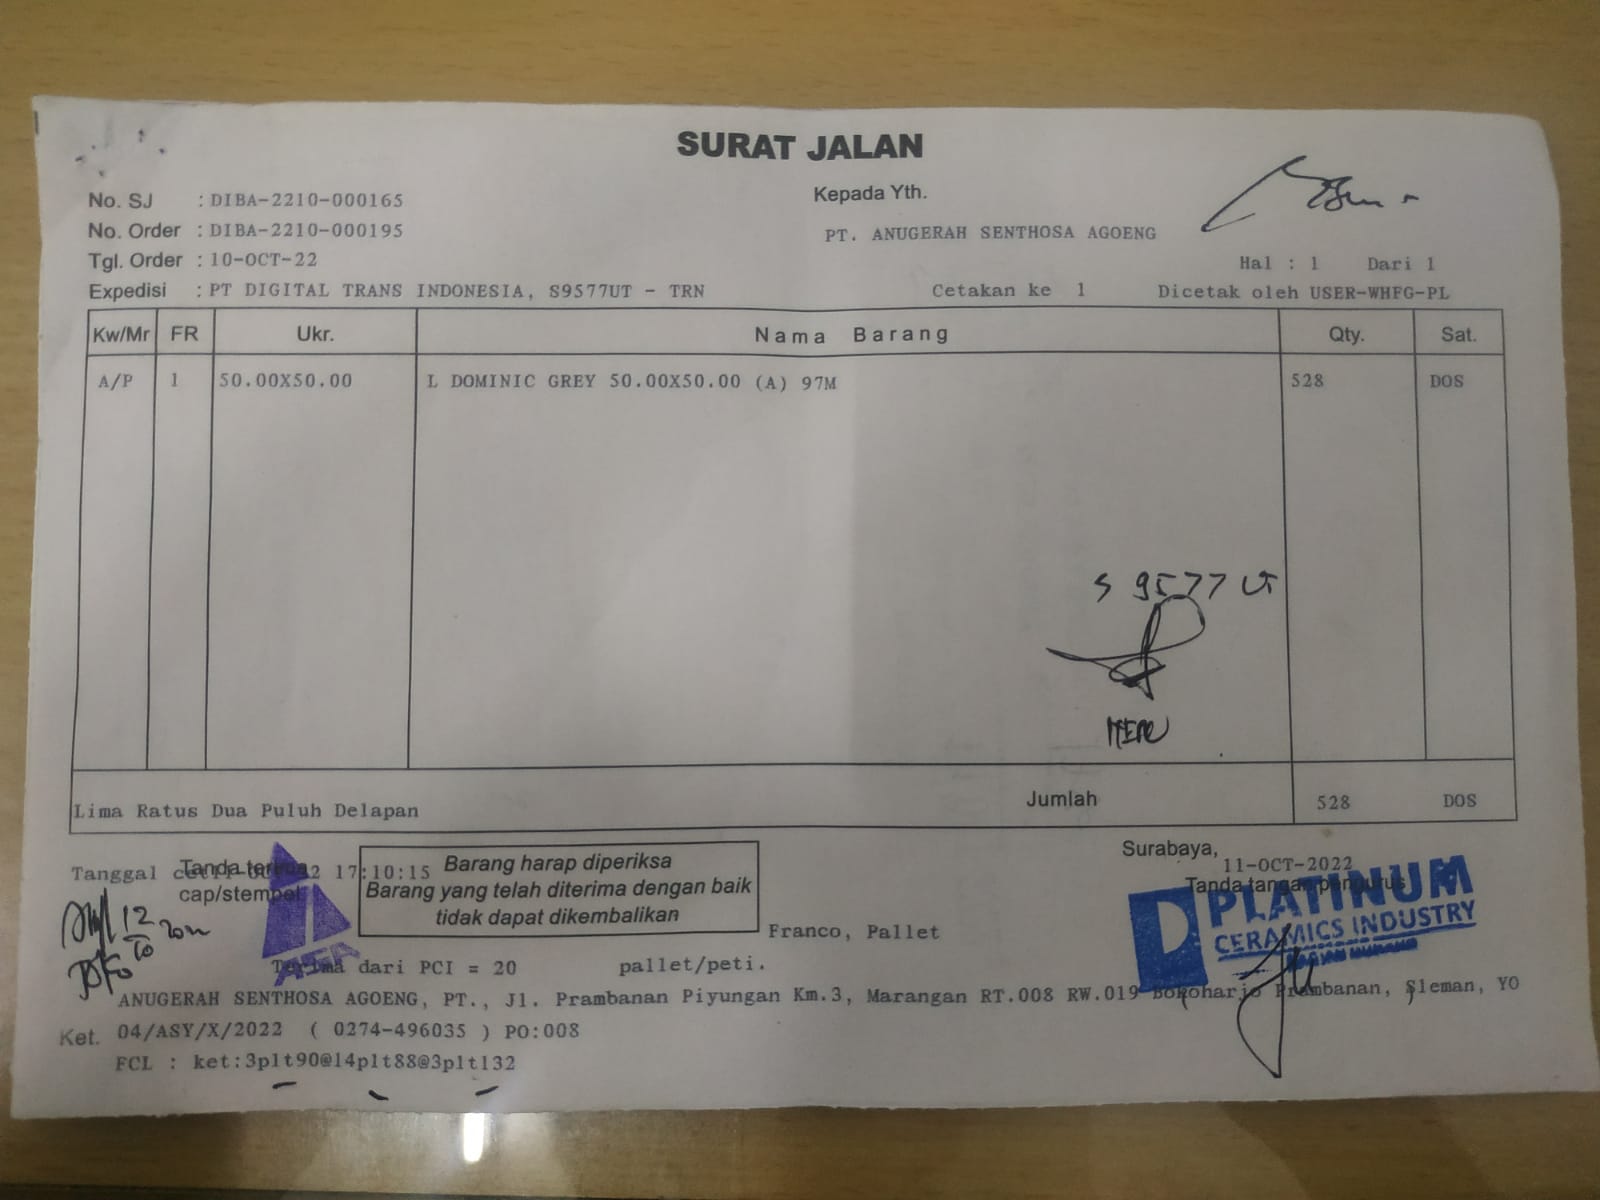 SURAT JALAN
No. SJ : DIBA-2210-000165
Kepada Yth.
No. Order : DIBA-2210-000195
PT. ANUGERAH SENTHOSA AGOENG
Tgl. Order : 10-OCT-22
Hal : 1 Dari 1
Expedisi : PT DIGITAL TRANS INDONESIA, S9577UT - TRN
Cetakan ke 1 Dicetak oleh USER-WHFG-PL
Kw/Mr FR Ukr. Nama Barang Qty. Sat.
A/P 1 50.00X50.00 L DOMINIC GREY 50.00X50.00 (A) 97M 528 DOS
S 9577 UT
Lima Ratus Dua Puluh Delapan Jumlah 528 DOS
Surabaya,
11-OCT-2022
Tanggal 17:10:15
Tanda terima
cap/stempel
Barang harap diperiksa
Barang yang telah diterima dengan baik
tidak dapat dikembalikan
Tanda tangan pengurus
PLATINUM
CERAMICS INDUSTRY
12
10 2022
Franco, Pallet
ASA
Terima dari PCI = 20 pallet/peti.
ANUGERAH SENTHOSA AGOENG, PT., Jl. Prambanan Piyungan Km.3, Marangan RT.008 RW.019 Bokoharjo Prambanan, Sleman, YO
Ket. 04/ASY/X/2022 ( 0274-496035 ) PO:008
FCL : ket:3plt90@14plt88@3plt132